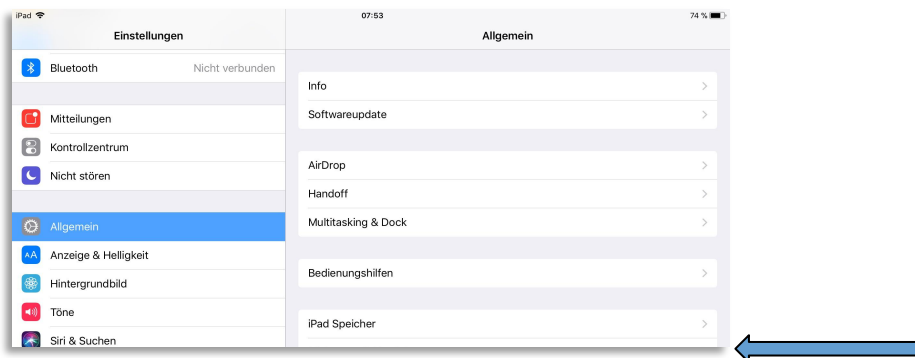 iPad 07:53 74 %
Einstellungen
Allgemein
Bluetooth Nicht verbunden
Mitteilungen
Kontrollzentrum
Nicht stören
Allgemein
AA Anzeige & Helligkeit
Hintergrundbild
Töne
Siri & Suchen
Info
Softwareupdate
AirDrop
Handoff
Multitasking & Dock
Bedienungshilfen
iPad Speicher